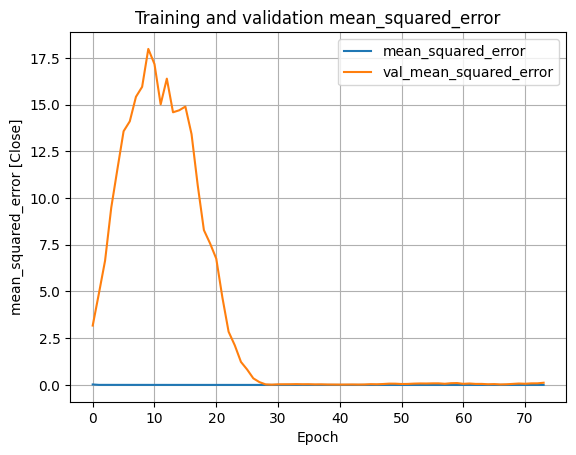 Training and validation mean_squared_error
mean_squared_error
val_mean_squared_error
mean_squared_error [Close]
17.5
15.0
12.5
10.0
7.5
5.0
2.5
0.0
0 10 20 30 40 50 60 70
Epoch